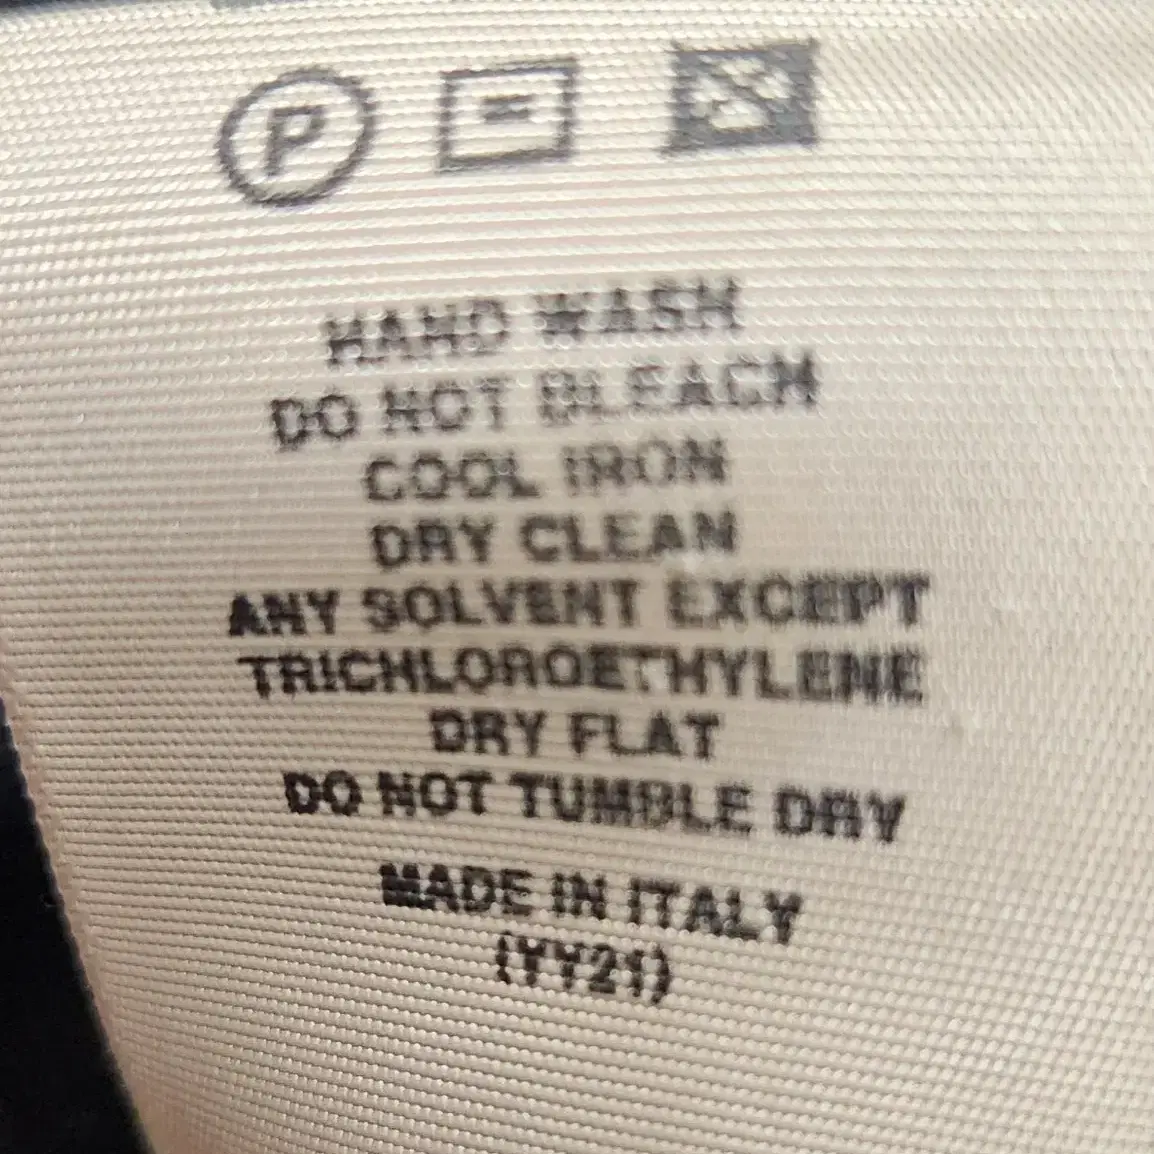 P
HAND WASH
DO NOT BLEACH
COOL IRON
DRY CLEAN
ANY SOLVENT EXCEPT
TRICHLOROETHYLENE
DRY FLAT
DO NOT TUMBLE DRY
MADE IN ITALY
(YY21)